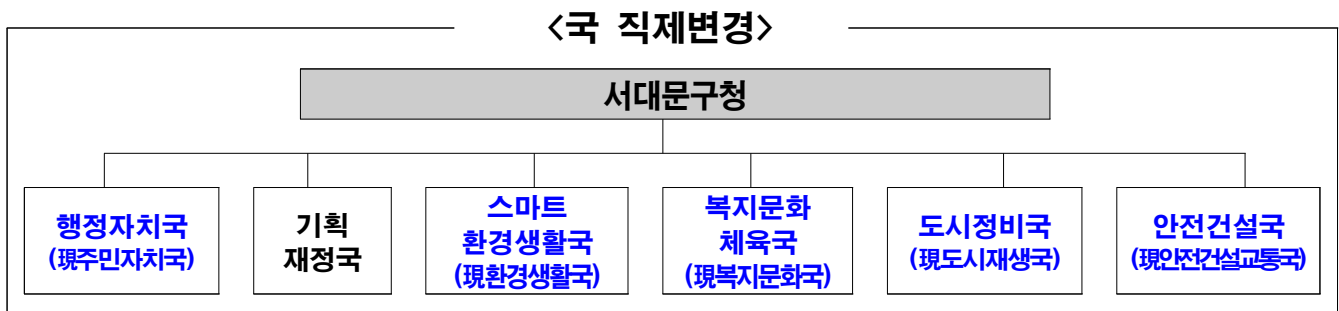 <국 직제변경>
서대문구청
행정자치국
(現주민자치국)
기획
재정국
스마트
환경생활국
(現환경생활국)
복지문화
체육국
(現복지문화국)
도시정비국
(現도시재생국)
안전건설국
(現안전건설교통국)